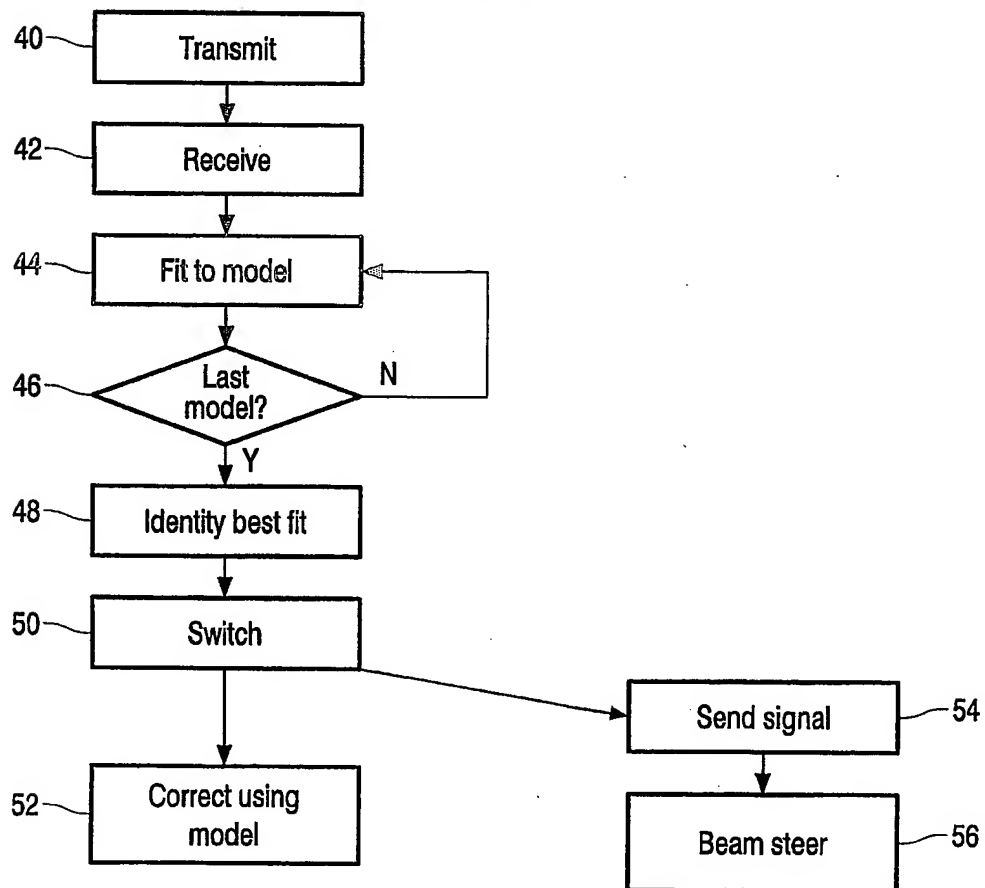 40
Transmit
42
Receive
44
Fit to model
46
Last
model?
N
Y
48
Identity best fit
50
Switch
Send signal
54
52
Correct using
model
Beam steer
56